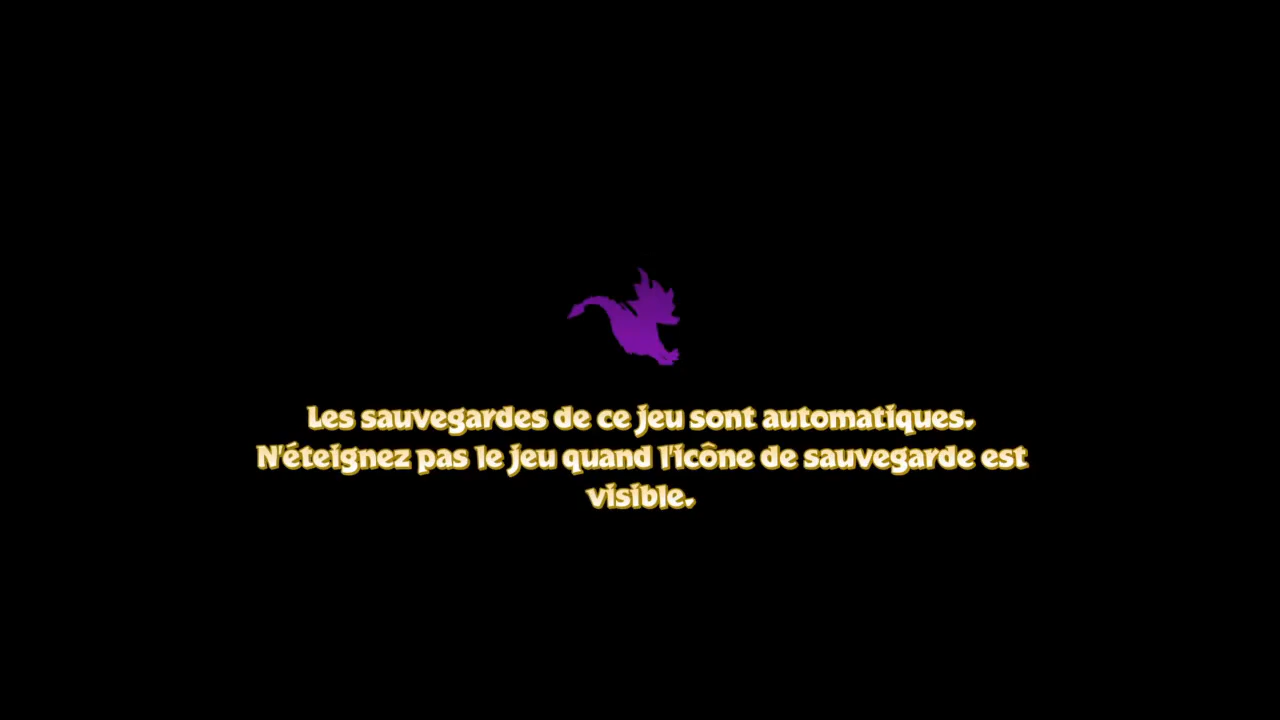 Les sauvegardes de ce jeu sont automatiques.
N'éteignez pas le jeu quand l'icône de sauvegarde est
visible.